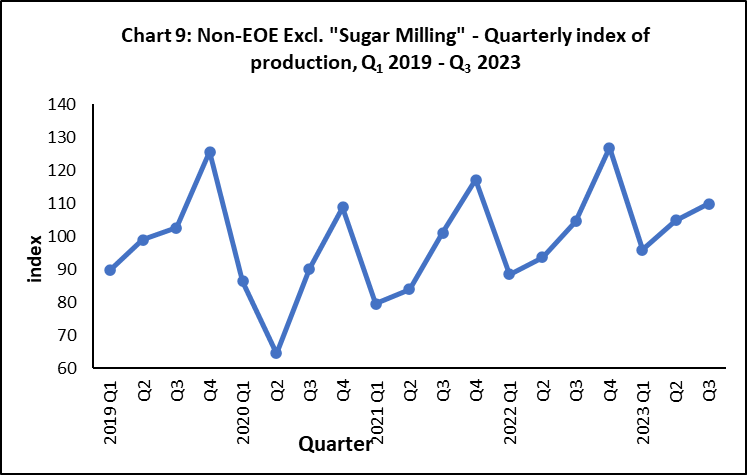 Chart 9: Non-EOE Excl. "Sugar Milling" - Quarterly index of
production, Q1 2019 - Q3 2023
140
130
120
110
100
90
80
70
60
index
2019 Q1
Q2
Q3
Q4
2020 Q1
Q2
Q3
Q4
2021 Q1
Q2
Q3
Q4
2022 Q1
Q2
Q3
Q4
2023 Q1
Q2
Q3
Quarter